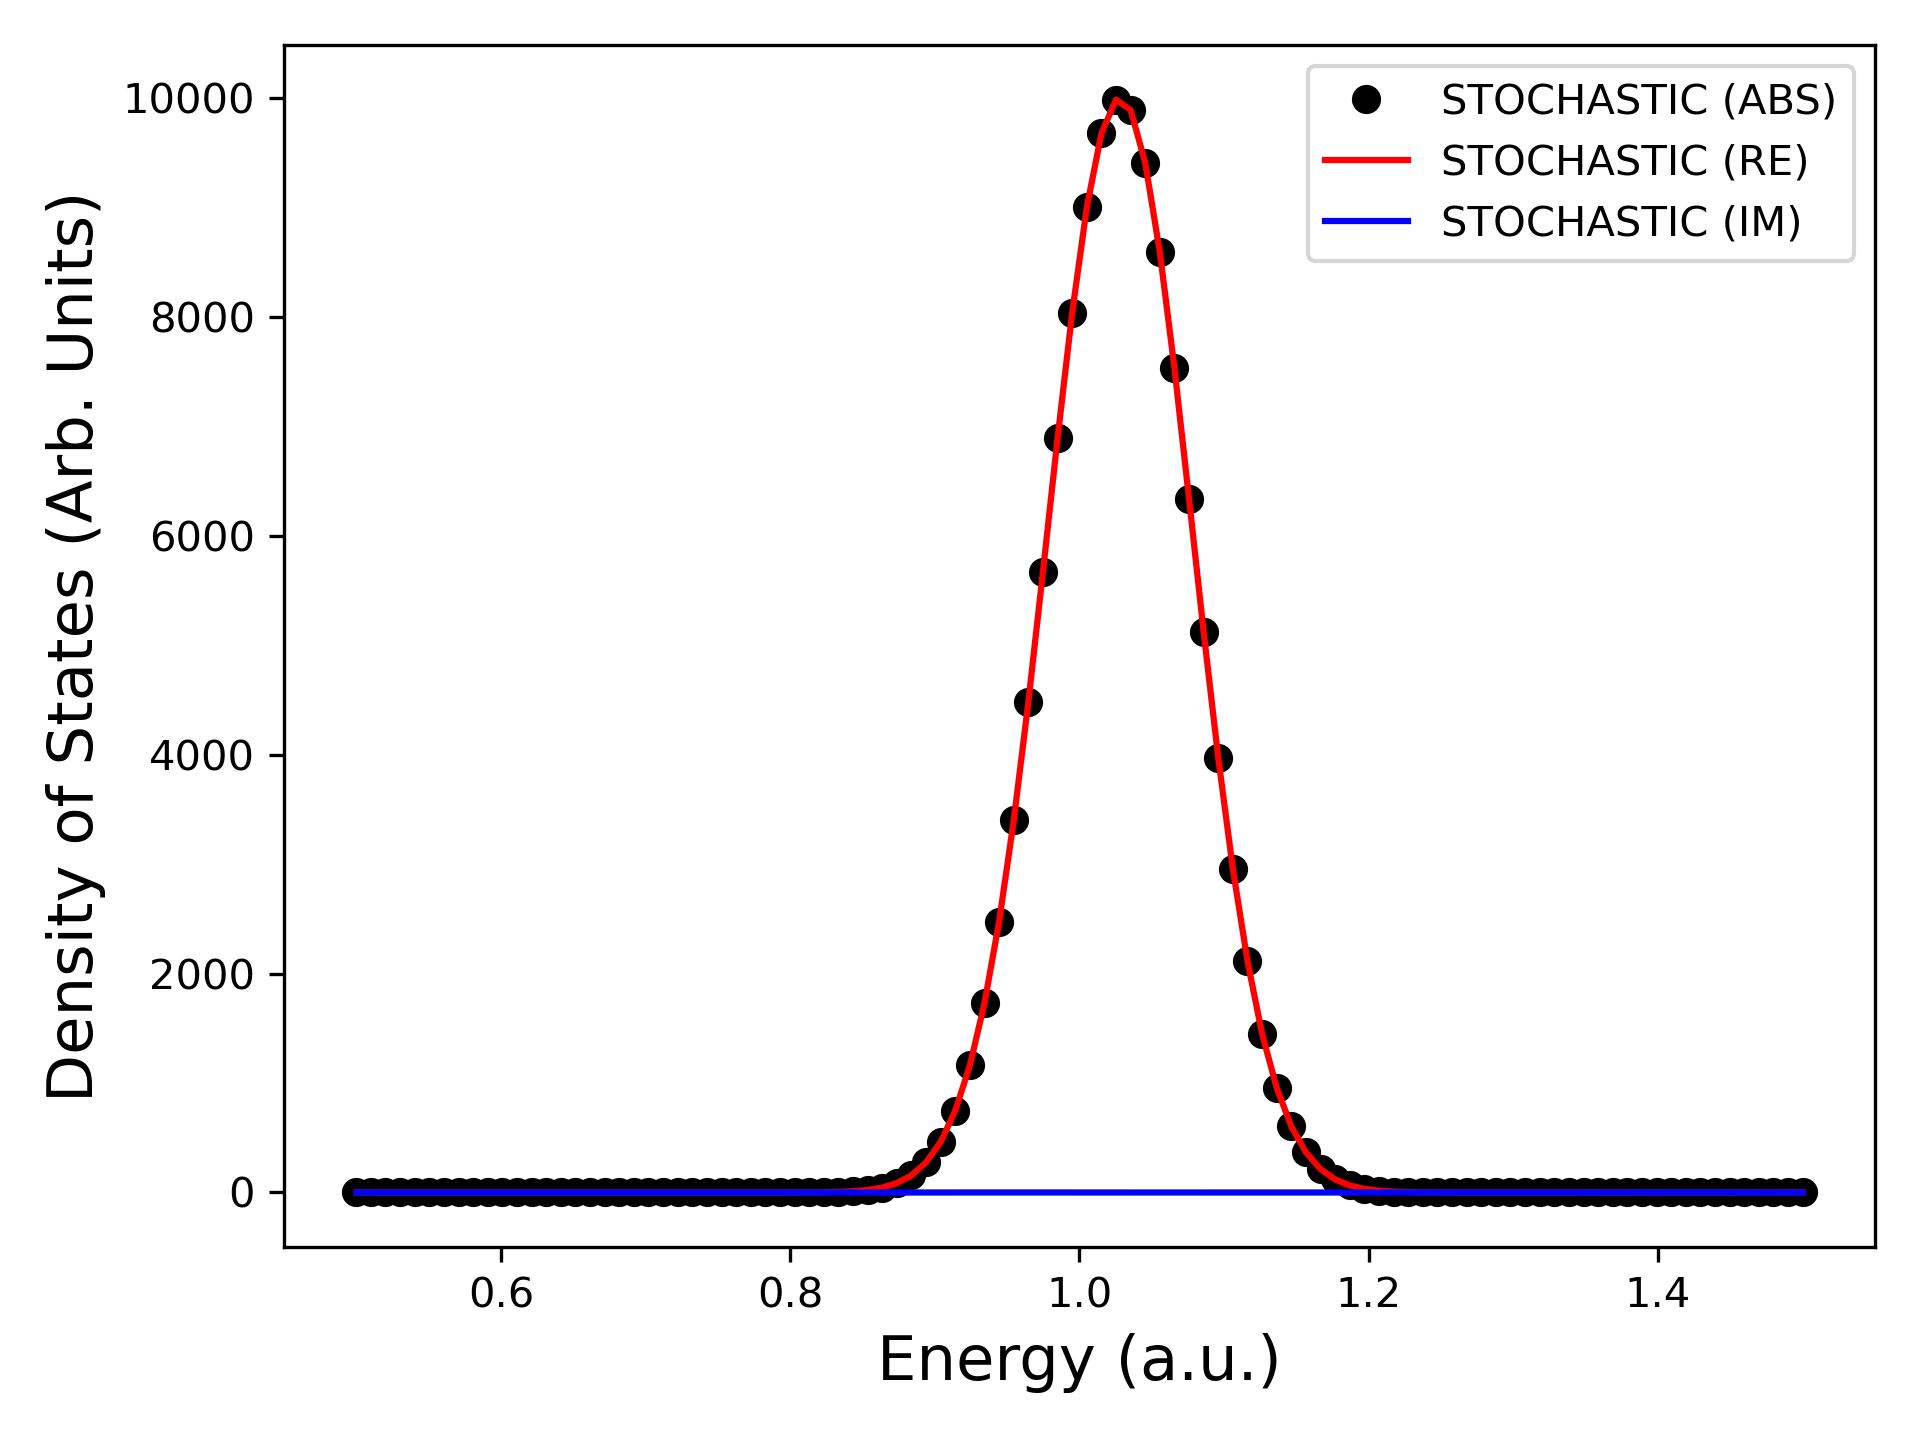 10000
8000
6000
4000
2000
0
0.6 0.8 1.0 1.2 1.4
Energy (a.u.)
Density of States (Arb. Units)
STOCHASTIC (ABS)
STOCHASTIC (RE)
STOCHASTIC (IM)